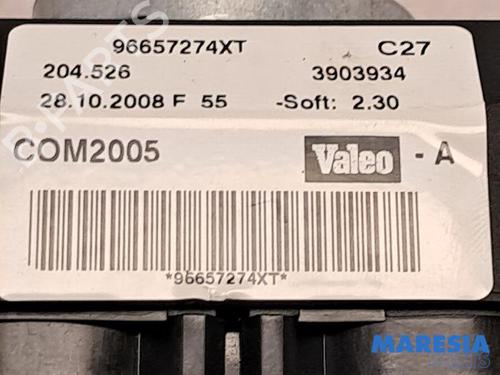 96657274XT C27
204.526 3903934
28.10.2008 F 55 -Soft: 2.30
COM2005 Valeo - A
*96657274XT*
MARESIA